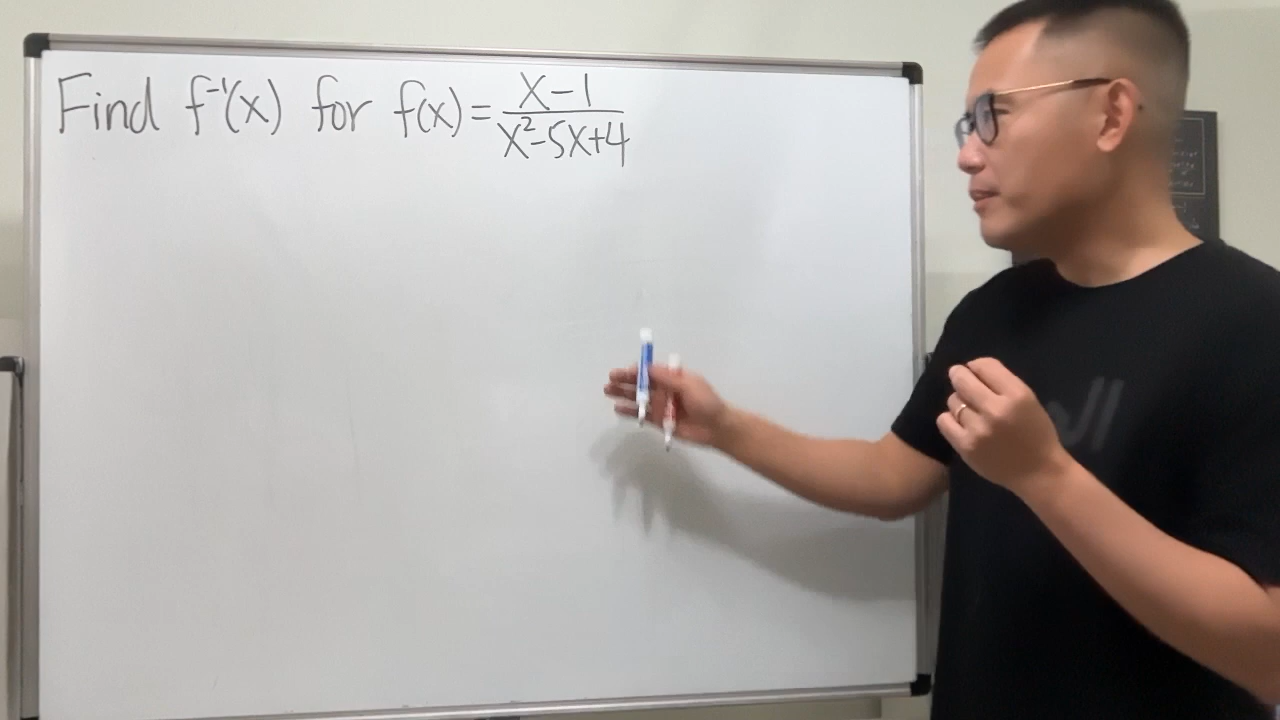 Find f⁻¹(x) for f(x) = (x-1)/(x²-5x+4)